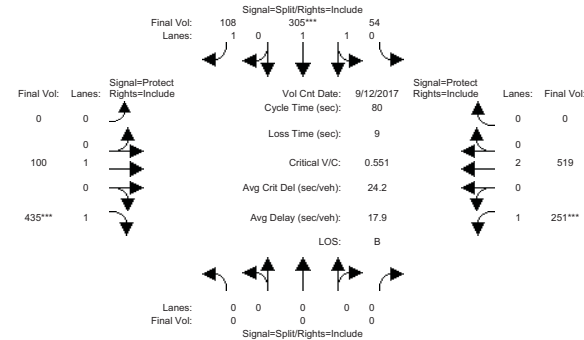 Signal=Split/Rights=Include
Final Vol: 108 305*** 54
Lanes: 1 0 1 1 0
Signal=Protect
Final Vol: Lanes: Rights=Include
Vol Cnt Date: 9/12/2017
Signal=Protect
Rights=Include Lanes: Final Vol:
Cycle Time (sec): 80
0 0 0 0
Loss Time (sec): 9
0 0
100 1 Critical V/C: 0.551 2 519
0 Avg Crit Del (sec/veh): 24.2 0
435*** 1 Avg Delay (sec/veh): 17.9 1 251***
LOS: B
Lanes: 0 0 0 0 0
Final Vol: 0 0 0
Signal=Split/Rights=Include